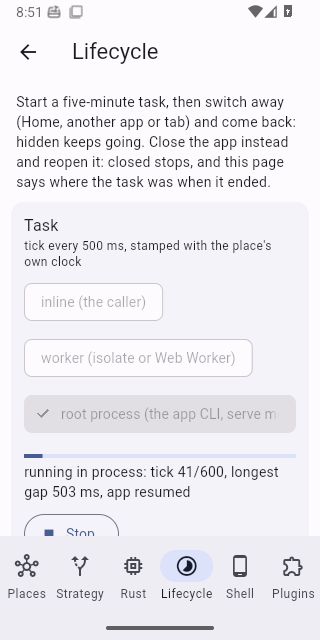 8:51
Lifecycle
Start a five-minute task, then switch away
(Home, another app or tab) and come back:
hidden keeps going. Close the app instead
and reopen it: closed stops, and this page
says where the task was when it ended.
Task
tick every 500 ms, stamped with the place's
own clock
inline (the caller)
worker (isolate or Web Worker)
root process (the app CLI, serve m
running in process: tick 41/600, longest
gap 503 ms, app resumed
Stop
Places Strategy Rust Lifecycle Shell Plugins